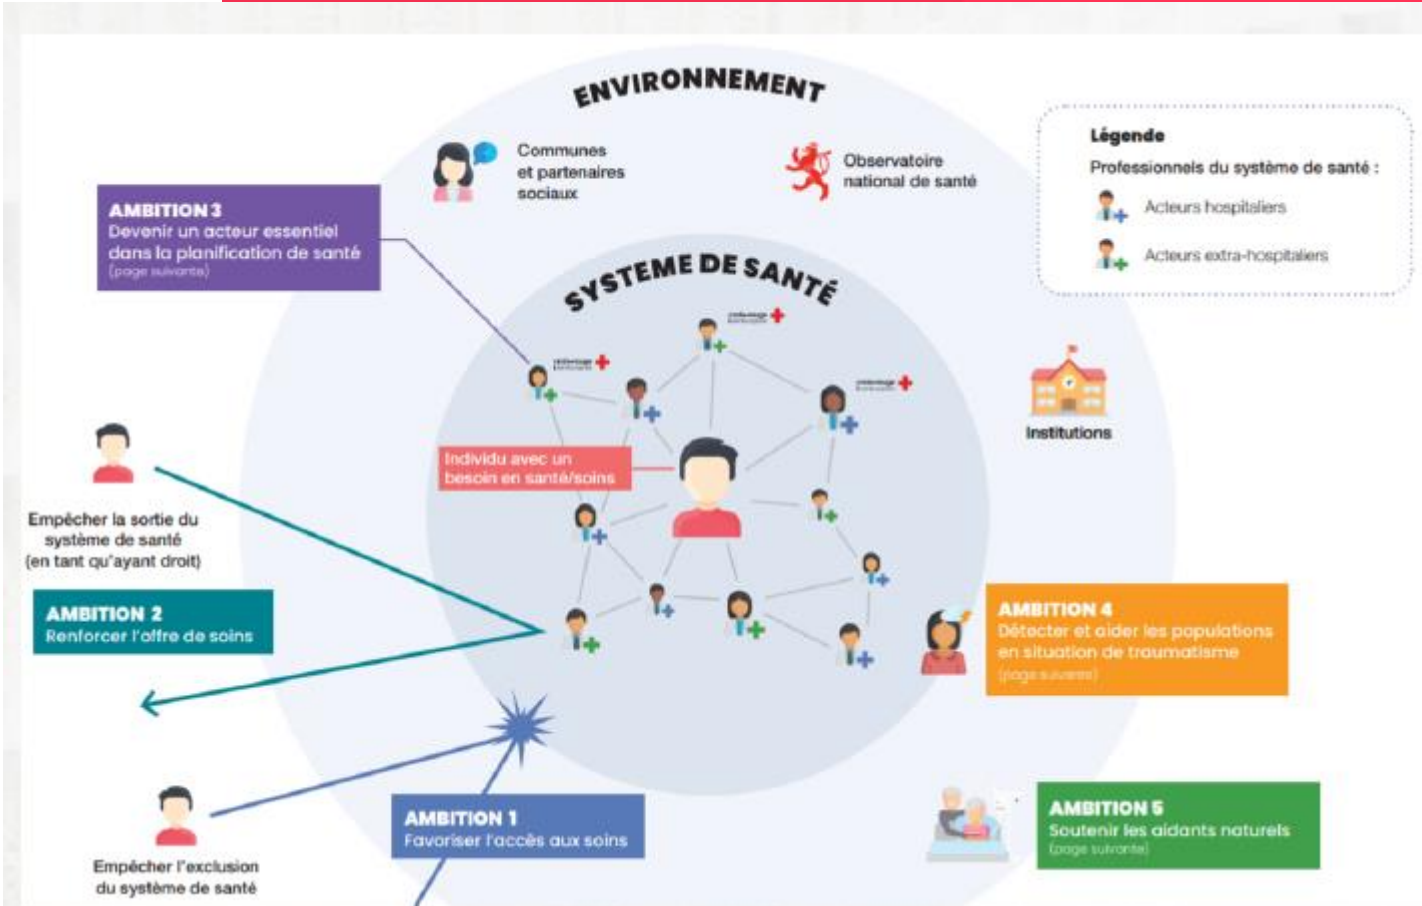 ENVIRONNEMENT
Communes
et partenaires
sociaux
Observatoire
national de santé
Légende
Professionnels du système de santé :
Acteurs hospitaliers
Acteurs extra-hospitaliers
AMBITION 3
Devenir un acteur essentiel
dans la planification de santé
(page suivante)
SYSTEME DE SANTÉ
Institutions
Individu avec un
besoin en santé/soins
Empêcher la sortie du
système de santé
(en tant qu'ayant droit)
AMBITION 2
Renforcer l'offre de soins
AMBITION 4
Détecter et aider les populations
en situation de traumatisme
(page suivante)
AMBITION 1
Favoriser l'accès aux soins
AMBITION 5
Soutenir les aidants naturels
(page suivante)
Empêcher l'exclusion
du système de santé